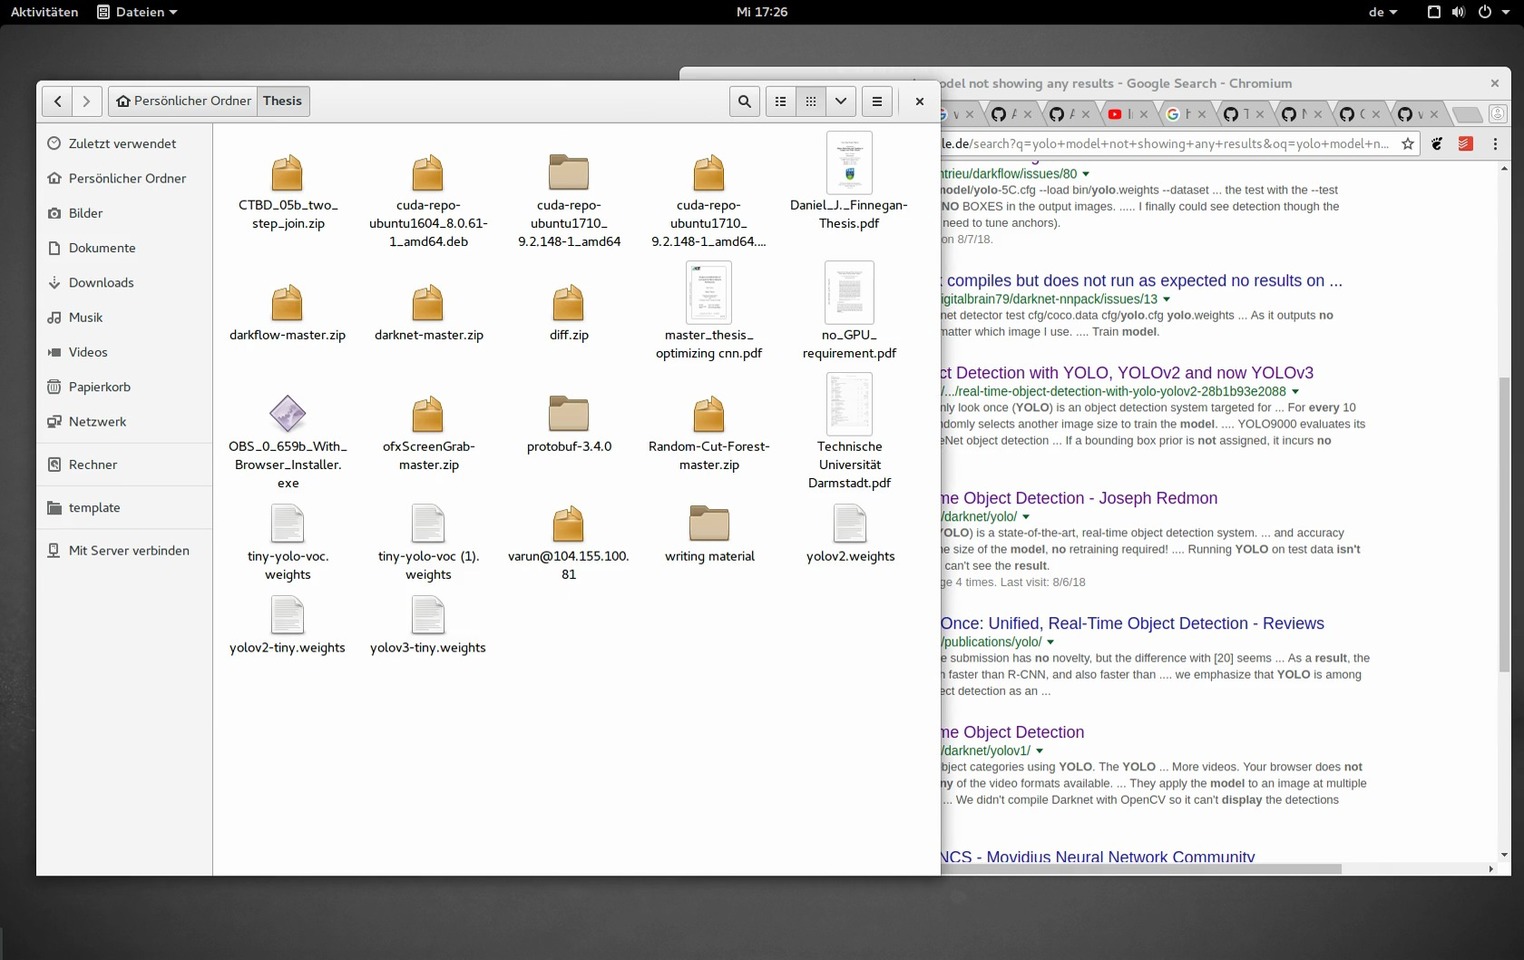 Aktivitäten
Dateien
Mi 17:26
de
Persönlicher Ordner
Thesis
Zuletzt verwendet
Persönlicher Ordner
Bilder
Dokumente
Downloads
Musik
Videos
Papierkorb
Netzwerk
Rechner
template
Mit Server verbinden
CTBD_05b_two_
step_join.zip
cuda-repo-
ubuntu1604_8.0.61-
1_amd64.deb
cuda-repo-
ubuntu1710_
9.2.148-1_amd64
cuda-repo-
ubuntu1710_
9.2.148-1_amd64....
Daniel_J._Finnegan-
Thesis.pdf
darkflow-master.zip
darknet-master.zip
diff.zip
master_thesis_
optimizing cnn.pdf
no_GPU_
requirement.pdf
OBS_0_659b_With_
Browser_Installer.
exe
ofxScreenGrab-
master.zip
protobuf-3.4.0
Random-Cut-Forest-
master.zip
Technische
Universität
Darmstadt.pdf
tiny-yolo-voc.
weights
tiny-yolo-voc (1).
weights
varun@104.155.100.
81
writing material
yolov2.weights
yolov2-tiny.weights
yolov3-tiny.weights
odel not showing any results - Google Search - Chromium
le.de/search?q=yolo+model+not+showing+any+results&oq=yolo+model+n...
ntrieu/darkflow/issues/80
model/yolo-5C.cfg --load bin/yolo.weights --dataset ... the test with the --test
NO BOXES in the output images. ..... I finally could see detection though the
need to tune anchors).
on 8/7/18.
compiles but does not run as expected no results on ...
igitalbrain79/darknet-nnpack/issues/13
net detector test cfg/coco.data cfg/yolo.cfg yolo.weights ... As it outputs no
matter which image I use. .... Train model.
ct Detection with YOLO, YOLOv2 and now YOLOv3
/.../real-time-object-detection-with-yolo-yolov2-28b1b93e2088
nly look once (YOLO) is an object detection system targeted for ... For every 10
ndomly selects another image size to train the model. .... YOLO9000 evaluates its
eNet object detection ... If a bounding box prior is not assigned, it incurs no
me Object Detection - Joseph Redmon
/darknet/yolo/
YOLO) is a state-of-the-art, real-time object detection system. ... and accuracy
he size of the model, no retraining required! .... Running YOLO on test data isn't
can't see the result.
ge 4 times. Last visit: 8/6/18
Once: Unified, Real-Time Object Detection - Reviews
/publications/yolo/
e submission has no novelty, but the difference with [20] seems ... As a result, the
h faster than R-CNN, and also faster than .... we emphasize that YOLO is among
ect detection as an ...
me Object Detection
/darknet/yolov1/
bject categories using YOLO. The YOLO ... More videos. Your browser does not
ny of the video formats available. ... They apply the model to an image at multiple
... We didn't compile Darknet with OpenCV so it can't display the detections
NCS - Movidius Neural Network Community